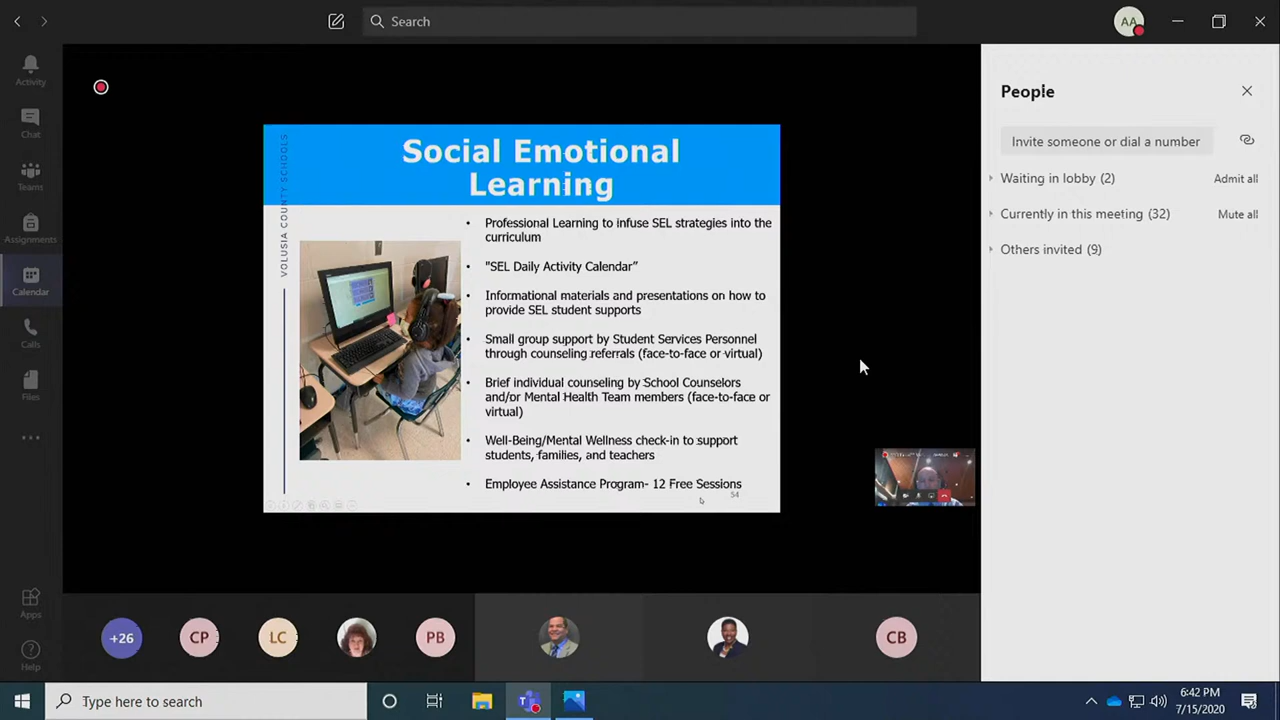 Search
AA
Activity
Chat
Teams
Assignments
Calendar
Calls
Files
Apps
Help
VOLUSIA COUNTY SCHOOLS
Social Emotional
Learning
• Professional Learning to infuse SEL strategies into the
curriculum
• "SEL Daily Activity Calendar”
• Informational materials and presentations on how to
provide SEL student supports
• Small group support by Student Services Personnel
through counseling referrals (face-to-face or virtual)
• Brief individual counseling by School Counselors
and/or Mental Health Team members (face-to-face or
virtual)
• Well-Being/Mental Wellness check-in to support
students, families, and teachers
• Employee Assistance Program- 12 Free Sessions
54
People
Invite someone or dial a number
Waiting in lobby (2) Admit all
Currently in this meeting (32) Mute all
Others invited (9)
+26
CP
LC
PB
CB
Type here to search
6:42 PM
7/15/2020